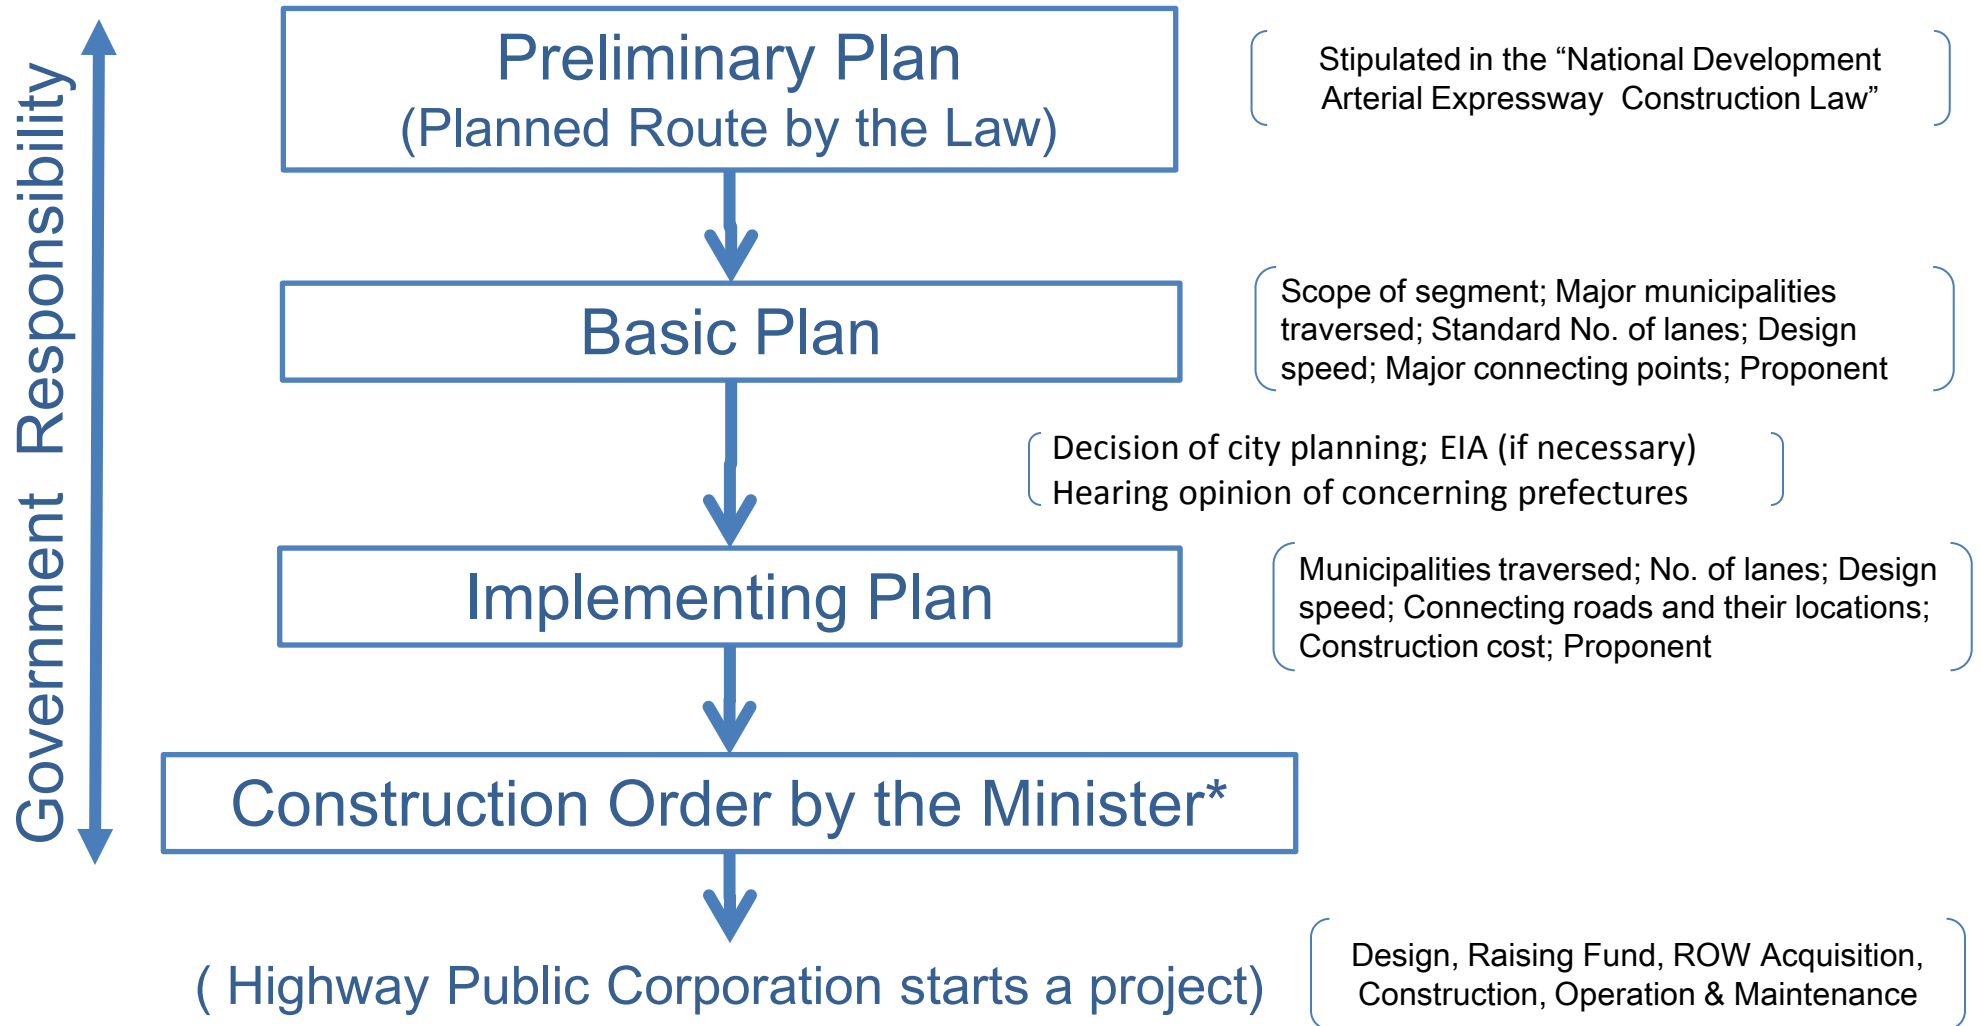 Government Responsibility
Preliminary Plan
(Planned Route by the Law)
Stipulated in the “National Development
Arterial Expressway Construction Law”
Basic Plan
Scope of segment; Major municipalities
traversed; Standard No. of lanes; Design
speed; Major connecting points; Proponent
Decision of city planning; EIA (if necessary)
Hearing opinion of concerning prefectures
Implementing Plan
Municipalities traversed; No. of lanes; Design
speed; Connecting roads and their locations;
Construction cost; Proponent
Construction Order by the Minister*
( Highway Public Corporation starts a project)
Design, Raising Fund, ROW Acquisition,
Construction, Operation & Maintenance